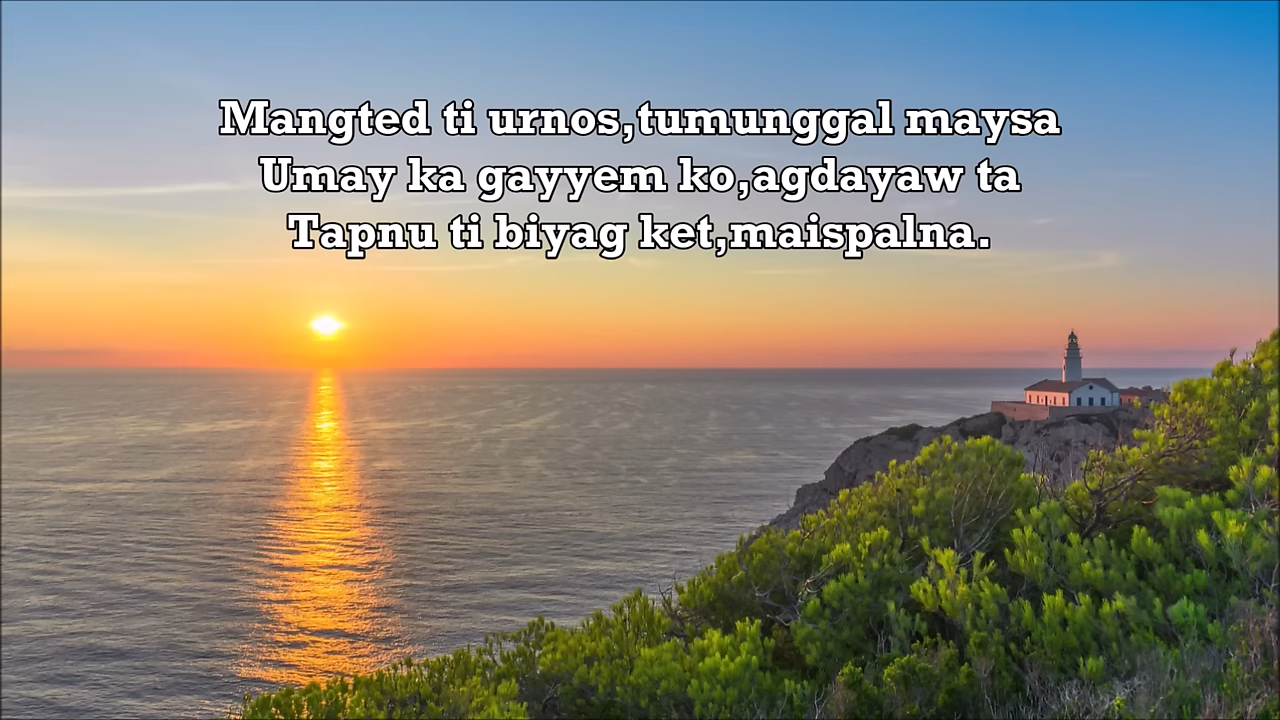 Mangted ti urnos,tumunggal maysa
Umay ka gayyem ko,agdayaw ta
Tapnu ti biyag ket,maispalna.